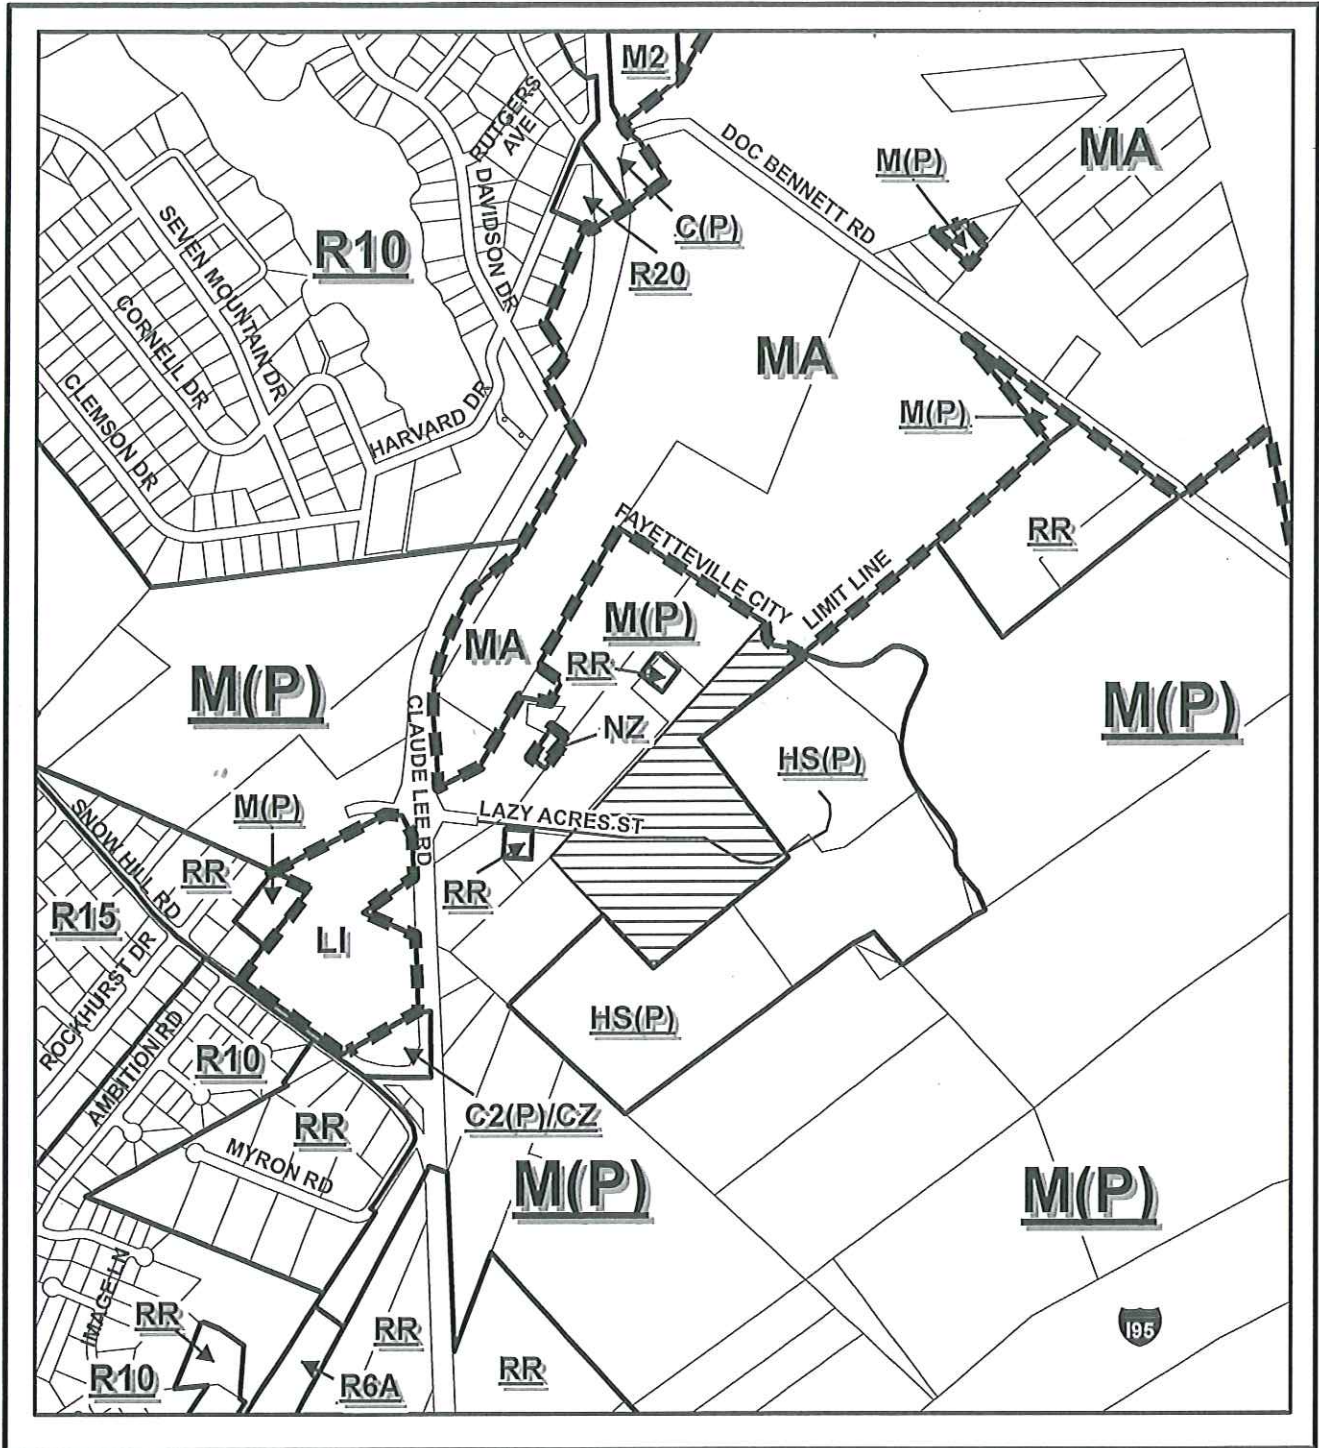 M2
RUTGERS
AVE
DOC BENNETT RD
MA
M(P)
DAVIDSON DR
C(P)
R10
SEVEN MOUNTAIN DR
R20
CORNELL DR
MA
CLEMSON DR
HARVARD DR
M(P)
FAYETTEVILLE CITY
LIMIT LINE
RR
M(P)
MA
RR
M(P)
CLAUDE LEE RD
NZ
M(P)
HS(P)
M(P)
SNOW HILL RD
LAZY ACRES ST
RR
RR
R15
LI
ROCKHURST DR
AMBITION RD
HS(P)
R10
C2(P)/CZ
RR
MYRON RD
M(P)
M(P)
IMAGE LN
RR
RR
I95
R10
R6A
RR